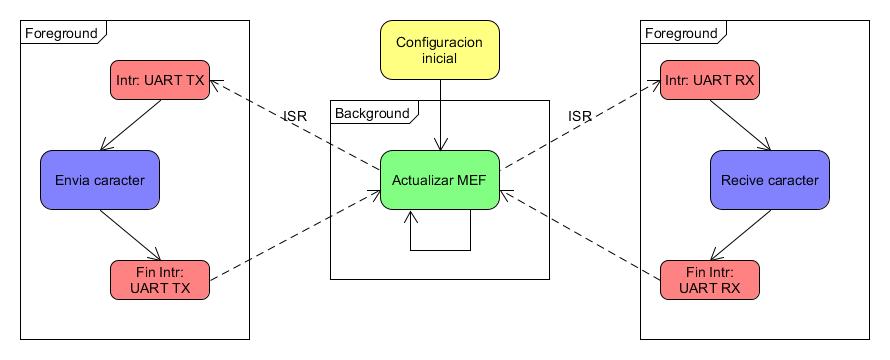 Foreground
Intr: UART TX
Envia caracter
Fin Intr:
UART TX
ISR
Configuracion
inicial
Background
Actualizar MEF
ISR
Foreground
Intr: UART RX
Recive caracter
Fin Intr:
UART RX